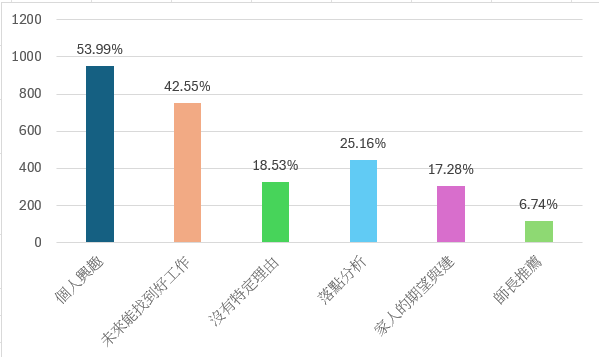 1200
1000
800
600
400
200
0
53.99%
42.55%
18.53%
25.16%
17.28%
6.74%
個人興趣
未來能找到好工作
沒有特定理由
落點分析
家人的期望與建
師長推薦